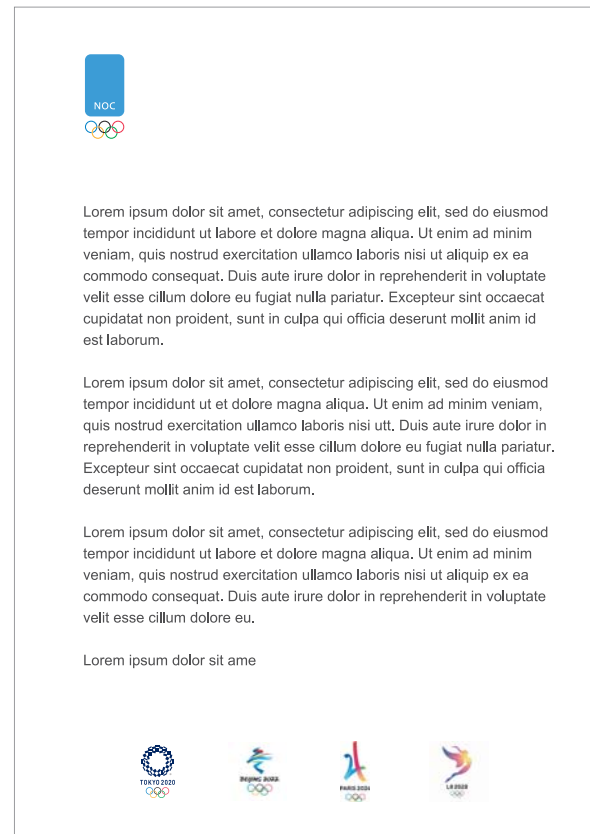 NOC
Lorem ipsum dolor sit amet, consectetur adipiscing elit, sed do eiusmod
tempor incididunt ut labore et dolore magna aliqua. Ut enim ad minim
veniam, quis nostrud exercitation ullamco laboris nisi ut aliquip ex ea
commodo consequat. Duis aute irure dolor in reprehenderit in voluptate
velit esse cillum dolore eu fugiat nulla pariatur. Excepteur sint occaecat
cupidatat non proident, sunt in culpa qui officia deserunt mollit anim id
est laborum.
Lorem ipsum dolor sit amet, consectetur adipiscing elit, sed do eiusmod
tempor incididunt ut et dolore magna aliqua. Ut enim ad minim veniam,
quis nostrud exercitation ullamco laboris nisi utt. Duis aute irure dolor in
reprehenderit in voluptate velit esse cillum dolore eu fugiat nulla pariatur.
Excepteur sint occaecat cupidatat non proident, sunt in culpa qui officia
deserunt mollit anim id est laborum.
Lorem ipsum dolor sit amet, consectetur adipiscing elit, sed do eiusmod
tempor incididunt ut labore et dolore magna aliqua. Ut enim ad minim
veniam, quis nostrud exercitation ullamco laboris nisi ut aliquip ex ea
commodo consequat. Duis aute irure dolor in reprehenderit in voluptate
velit esse cillum dolore eu.
Lorem ipsum dolor sit ame
TOKYO 2020
BEIJING 2022
PARIS 2024
LA 2028